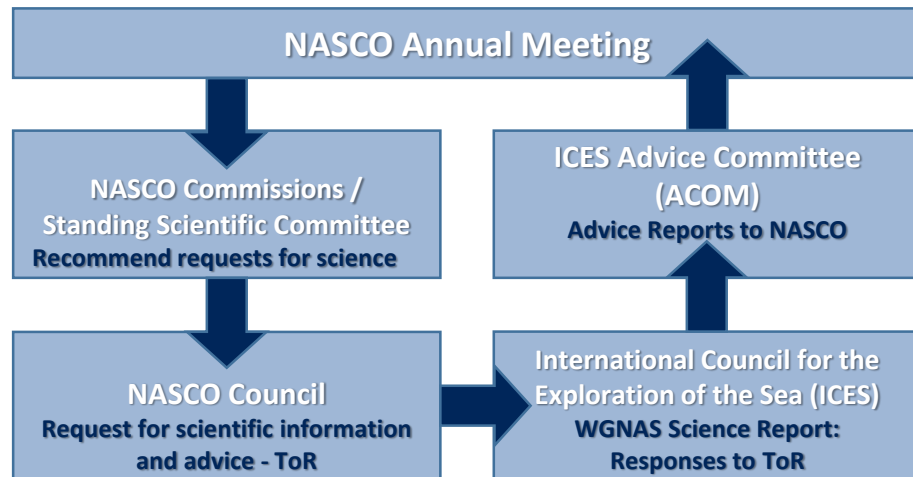 NASCO Annual Meeting
NASCO Commissions /
Standing Scientific Committee
Recommend requests for science
ICES Advice Committee
(ACOM)
Advice Reports to NASCO
NASCO Council
Request for scientific information
and advice - ToR
International Council for the
Exploration of the Sea (ICES)
WGNAS Science Report:
Responses to ToR